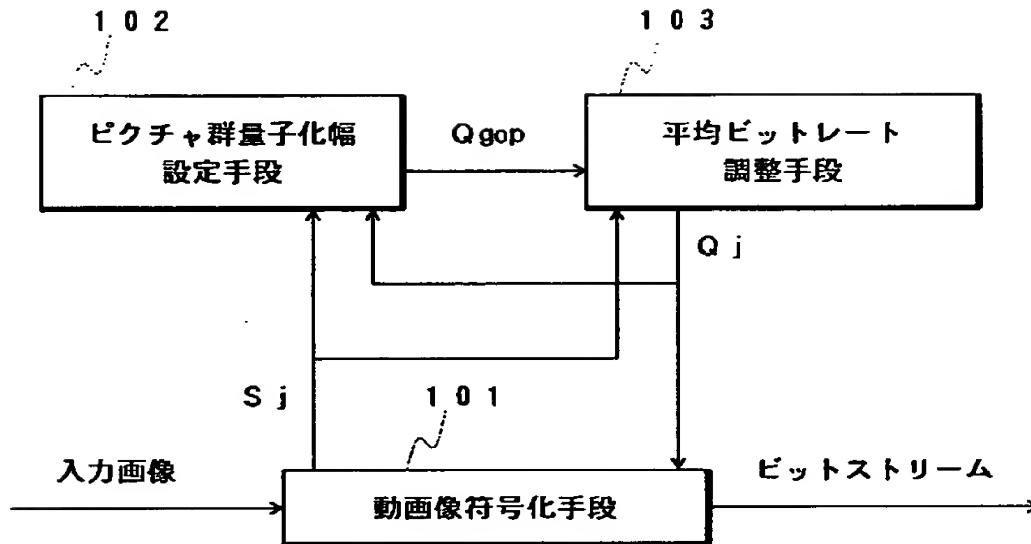 １０２
１０３
ピクチャ群量子化幅
設定手段
Qgop
平均ビットレート
調整手段
Qj
Sj
１０１
入力画像
動画像符号化手段
ビットストリーム